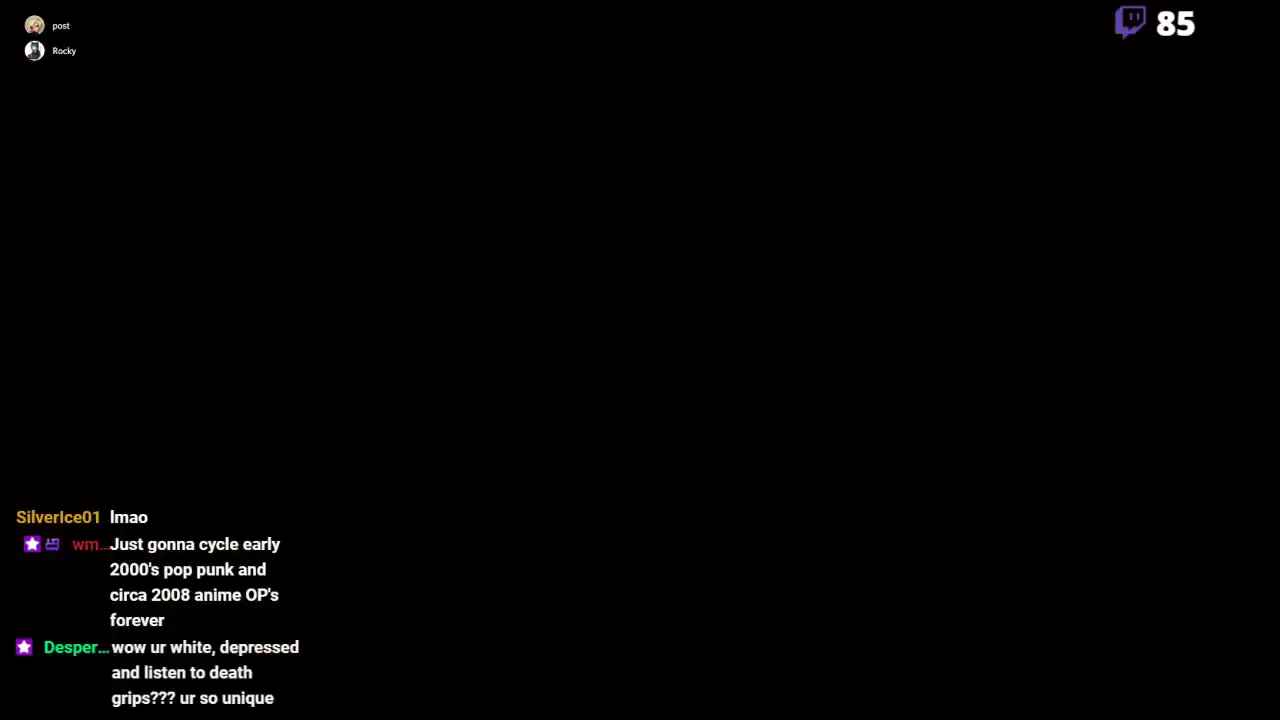 post
Rocky
85
SilverIce01 lmao
wm... Just gonna cycle early
2000's pop punk and
circa 2008 anime OP's
forever
Desper... wow ur white, depressed
and listen to death
grips??? ur so unique